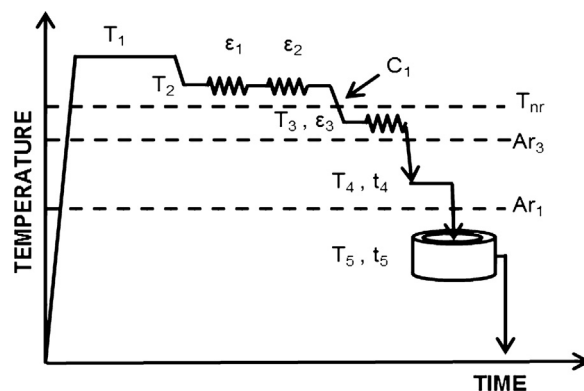 T1
ε1
ε2
C1
T2
Tnr
T3 , ε3
Ar3
T4 , t4
Ar1
T5 , t5
TEMPERATURE
TIME